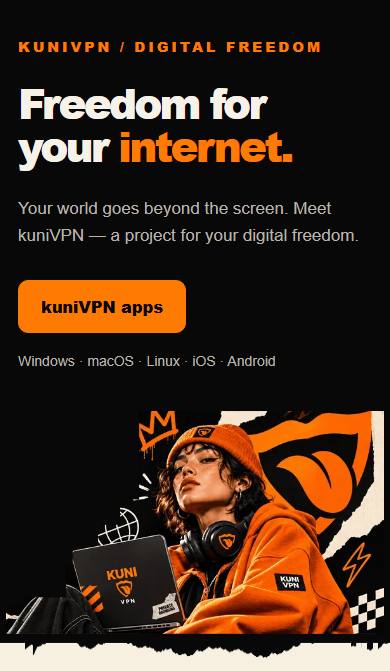 KUNIVPN / DIGITAL FREEDOM
Freedom for
your internet.
Your world goes beyond the screen. Meet
kuniVPN — a project for your digital freedom.
kuniVPN apps
Windows · macOS · Linux · iOS · Android
KUNI
VPN
KUNI
VPN